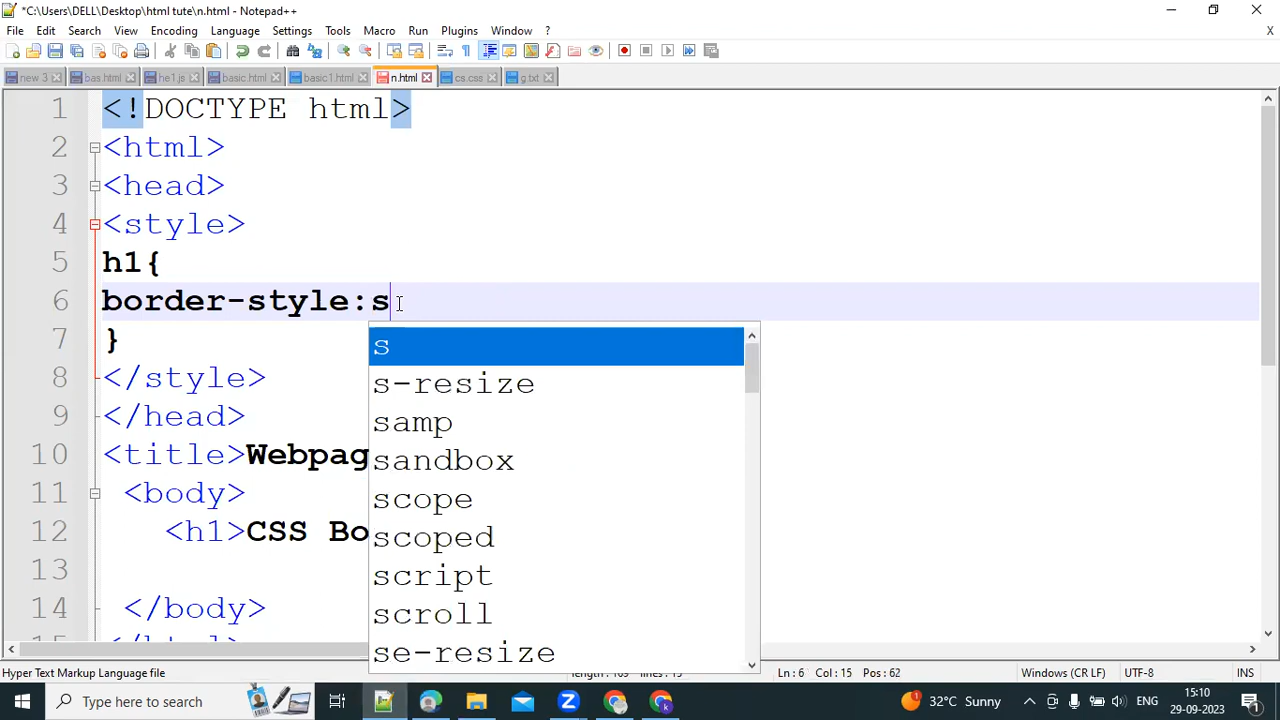 *C:\Users\DELL\Desktop\html tute\n.html - Notepad++
File Edit Search View Encoding Language Settings Tools Macro Run Plugins Window ? X
new 3 bas.html he1.js basic.html basic1.html n.html cs.css g.txt
1 <!DOCTYPE html>
2 <html>
3 <head>
4 <style>
5 h1{
6 border-style:s
7 }
8 </style>
9 </head>
10 <title>Webpag
11 <body>
12 <h1>CSS Bo
13
14 </body>
s
s-resize
samp
sandbox
scope
scoped
script
scroll
se-resize
Hyper Text Markup Language file
Ln : 6 Col : 15 Pos : 62
Windows (CR LF) UTF-8 INS
Type here to search
32°C Sunny
ENG
15:10
29-09-2023